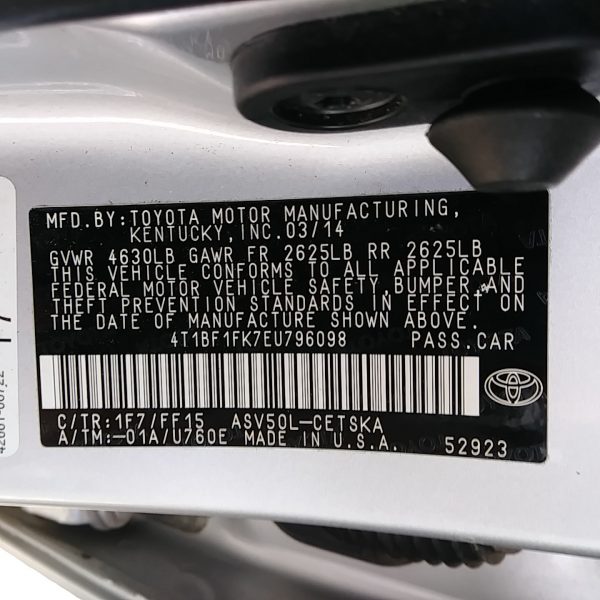 MFD.BY:TOYOTA MOTOR MANUFACTURING,
KENTUCKY,INC.03/14
GVWR 4630LB GAWR FR 2625LB RR 2625LB
THIS VEHICLE CONFORMS TO ALL APPLICABLE
FEDERAL MOTOR VEHICLE SAFETY,BUMPER,AND
THEFT PREVENTION STANDARDS IN EFFECT ON
THE DATE OF MANUFACTURE SHOWN ABOVE.
4T1BF1FK7EU796098 PASS.CAR
C/TR:1F7/FF15 ASV50L-CETSKA
A/TM:-01A/U760E MADE IN U.S.A. 52923